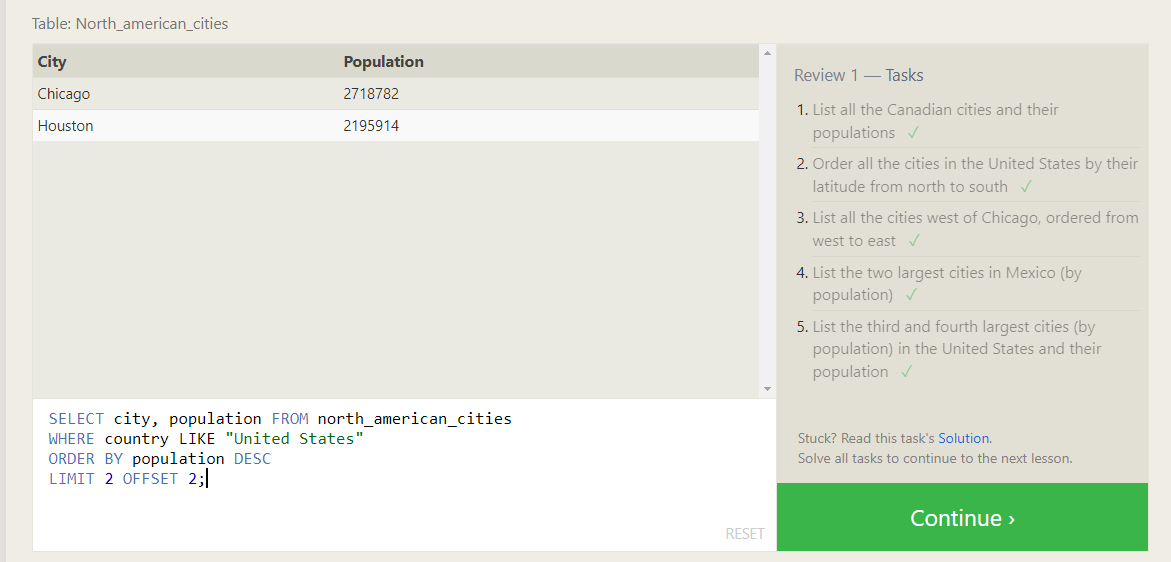 Table: North_american_cities
City Population
Chicago 2718782
Houston 2195914
SELECT city, population FROM north_american_cities
WHERE country LIKE "United States"
ORDER BY population DESC
LIMIT 2 OFFSET 2;
RESET
Review 1 — Tasks
1. List all the Canadian cities and their
populations ✓
2. Order all the cities in the United States by their
latitude from north to south ✓
3. List all the cities west of Chicago, ordered from
west to east ✓
4. List the two largest cities in Mexico (by
population) ✓
5. List the third and fourth largest cities (by
population) in the United States and their
population ✓
Stuck? Read this task's Solution.
Solve all tasks to continue to the next lesson.
Continue ›